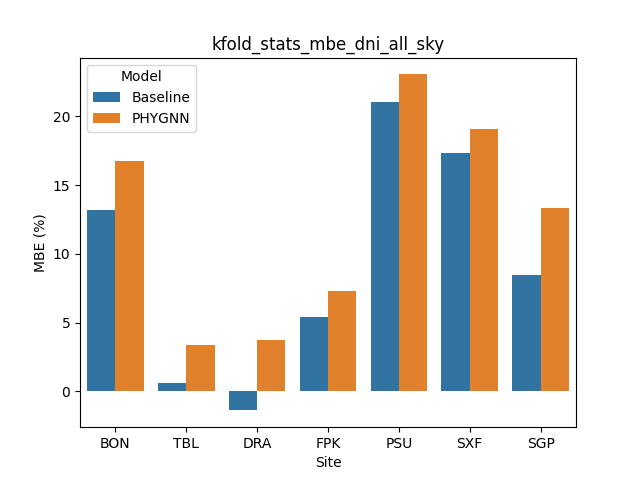 kfold_stats_mbe_dni_all_sky
Model
Baseline
PHYGNN
MBE (%)
20
15
10
5
0
BON TBL DRA FPK PSU SXF SGP
Site